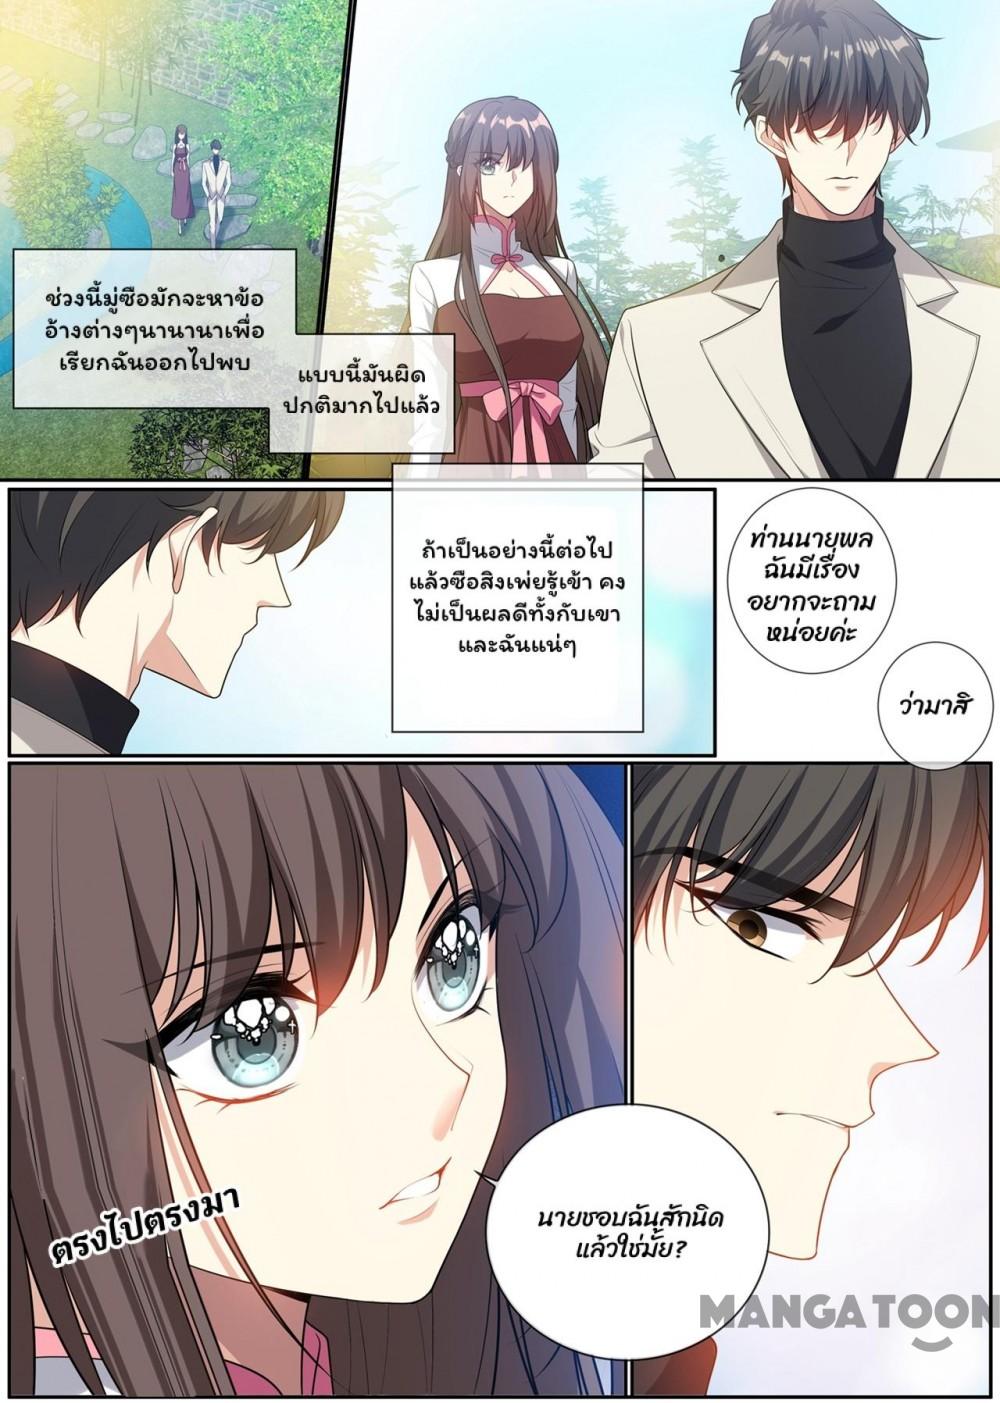 ช่วงนี้มู่ซือมักจะหาข้อ
อ้างต่างๆนานานาเพื่อ
เรียกฉันออกไปพบ
แบบนี้มันผิด
ปกติมากไปแล้ว
ถ้าเป็นอย่างนี้ต่อไป
แล้วซือสิงเพ่ยรู้เข้า คง
ไม่เป็นผลดีทั้งกับเขา
และฉันแน่ๆ
ท่านนายพล
ฉันมีเรื่อง
อยากจะถาม
หน่อยค่ะ
ว่ามาสิ
ตรงไปตรงมา
นายชอบฉันสักนิด
แล้วใช่มั้ย?
MANGATOON